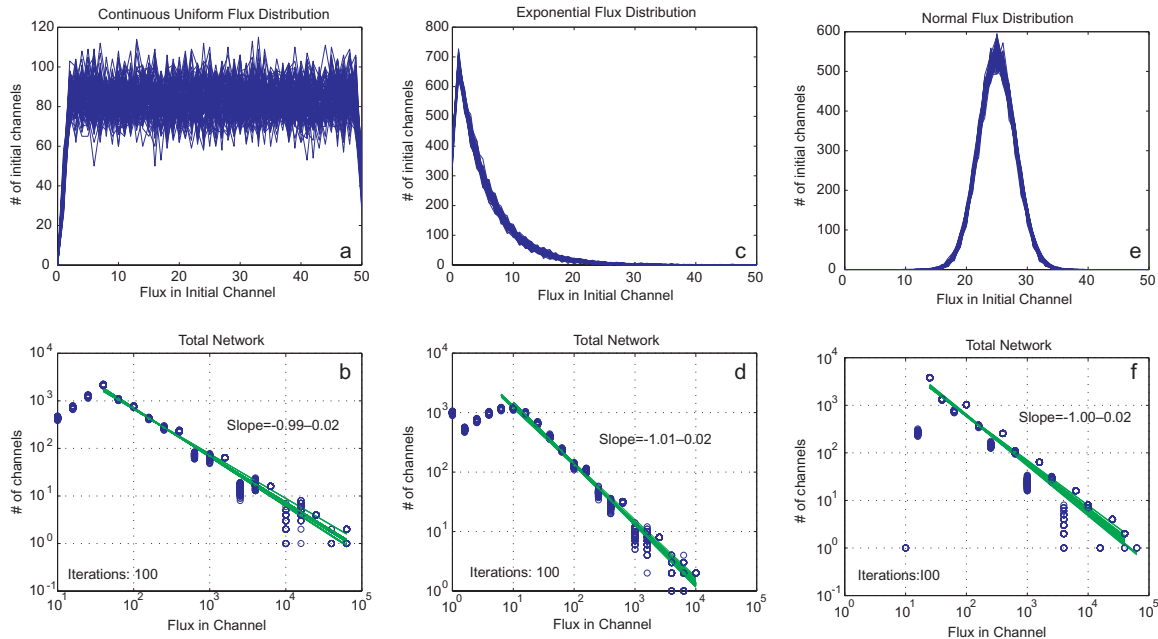 Continuous Uniform Flux Distribution
120
100
80
60
40
20
0
# of initial channels
0 10 20 30 40 50
Flux in Initial Channel
a
Exponential Flux Distribution
800
700
600
500
400
300
200
100
0
# of initial channels
0 10 20 30 40 50
Flux in Initial Channel
c
Normal Flux Distribution
600
500
400
300
200
100
0
# of initial channels
0 10 20 30 40 50
Flux in Initial Channel
e
Total Network
10^4
10^3
10^2
10^1
10^0
10^-1
# of channels
b
Slope=-0.99–0.02
Iterations: 100
10^1 10^2 10^3 10^4 10^5
Flux in Channel
Total Network
10^4
10^3
10^2
10^1
10^0
# of channels
d
Slope=-1.01–0.02
Iterations: 100
10^0 10^1 10^2 10^3 10^4 10^5
Flux in Channel
Total Network
10^4
10^3
10^2
10^1
10^0
10^-1
# of channels
f
Slope=-1.00–0.02
Iterations:I00
10^0 10^1 10^2 10^3 10^4 10^5
Flux in Channel